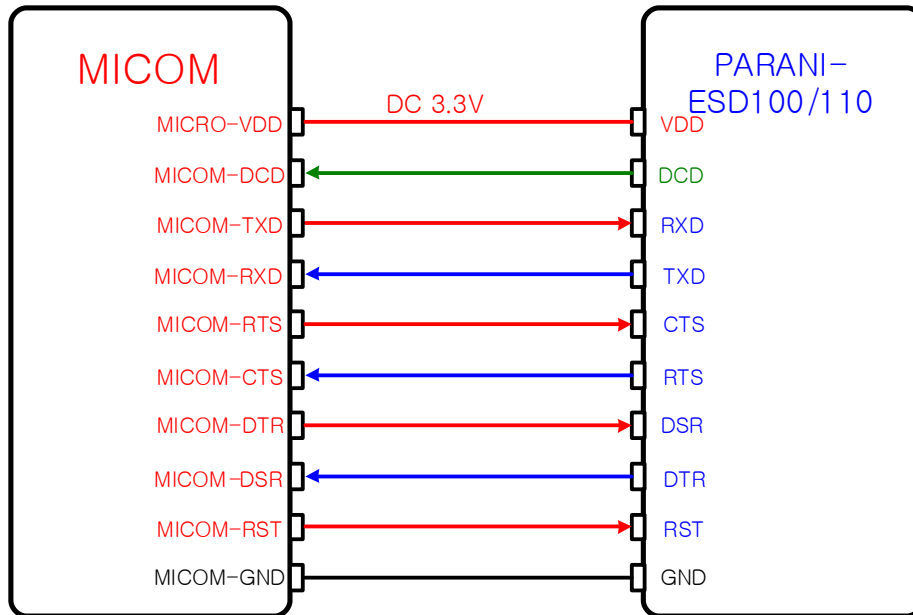 MICOM
PARANI-
ESD100/110
DC 3.3V
MICRO-VDD
VDD
MICOM-DCD
DCD
MICOM-TXD
RXD
MICOM-RXD
TXD
MICOM-RTS
CTS
MICOM-CTS
RTS
MICOM-DTR
DSR
MICOM-DSR
DTR
MICOM-RST
RST
MICOM-GND
GND